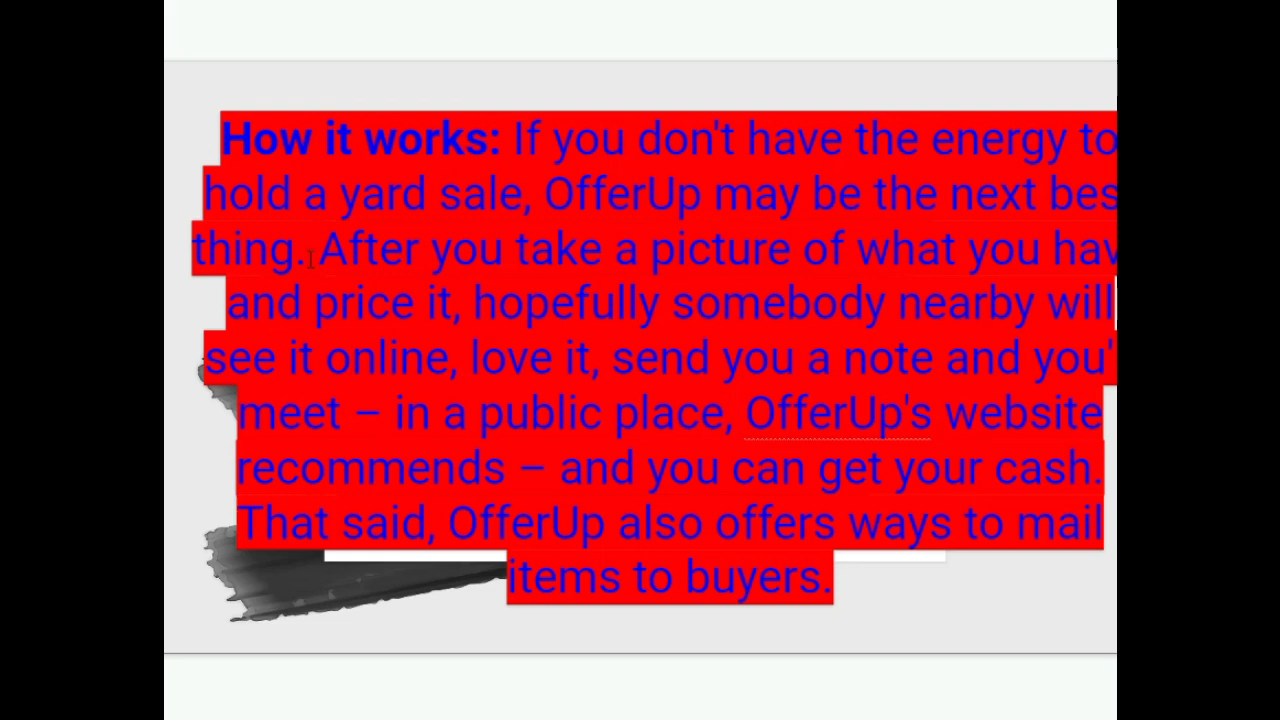 How it works: If you don't have the energy to
hold a yard sale, OfferUp may be the next bes
thing. After you take a picture of what you hav
and price it, hopefully somebody nearby will
see it online, love it, send you a note and you'
meet – in a public place, OfferUp's website
recommends – and you can get your cash.
That said, OfferUp also offers ways to mail
items to buyers.